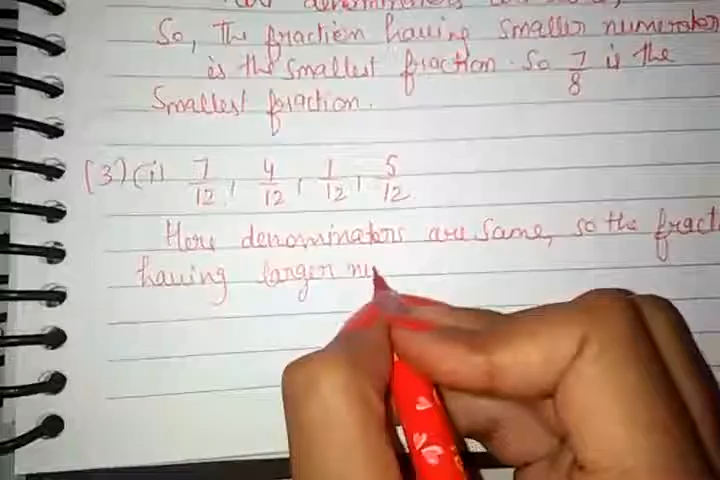 denominators
So, the fraction having smaller numerator
is the smallest fraction. So 7/8 is the
Smallest fraction.
(3) (i) 7/12, 4/12, 1/12, 5/12
Here denominators are same, so the fract
having larger nu